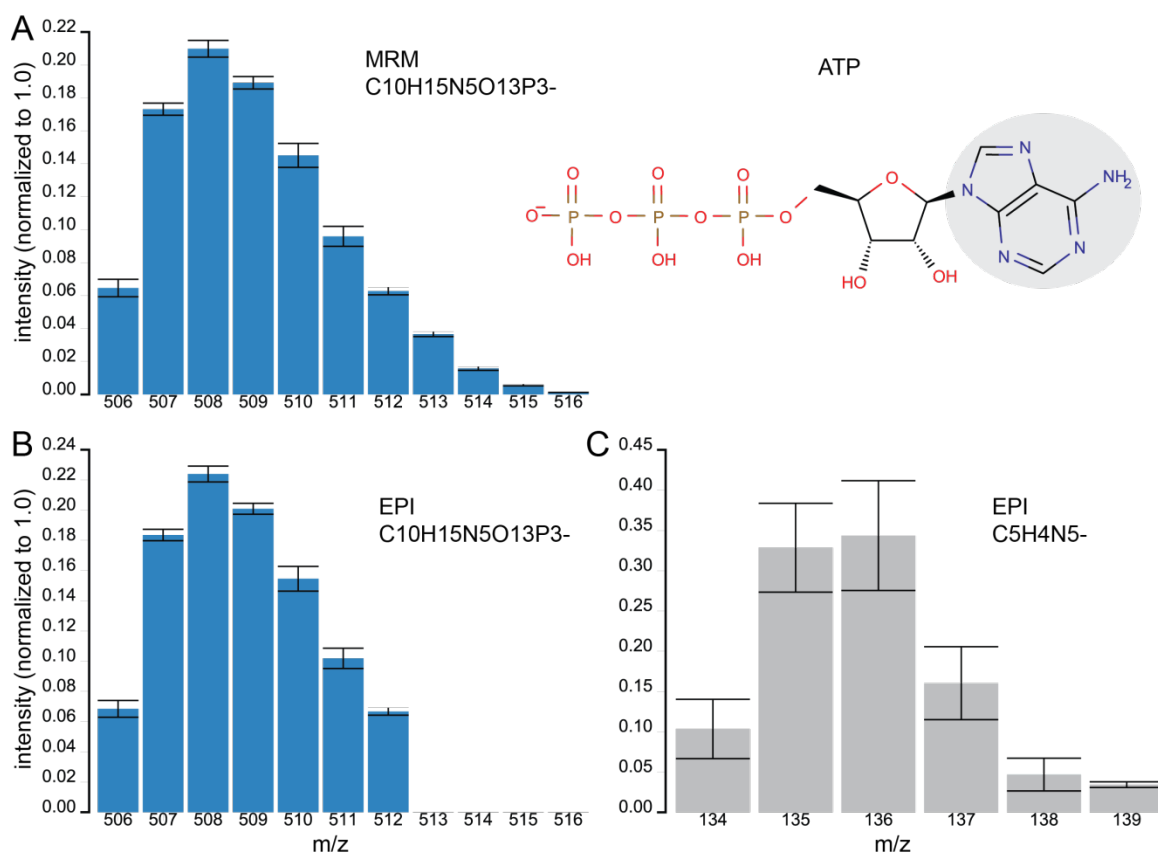 A
intensity (normalized to 1.0)
0.22
0.20
0.18
0.16
0.14
0.12
0.10
0.08
0.06
0.04
0.02
0.00
506 507 508 509 510 511 512 513 514 515 516
MRM
C10H15N5O13P3-
ATP
O O O
O- P O P O P O
OH OH OH
O
HO OH
N N
N N
NH2
N
B
intensity (normalized to 1.0)
0.24
0.22
0.20
0.18
0.16
0.14
0.12
0.10
0.08
0.06
0.04
0.02
0.00
506 507 508 509 510 511 512 513 514 515 516
m/z
EPI
C10H15N5O13P3-
C
0.45
0.40
0.35
0.30
0.25
0.20
0.15
0.10
0.05
0.00
134 135 136 137 138 139
m/z
EPI
C5H4N5-